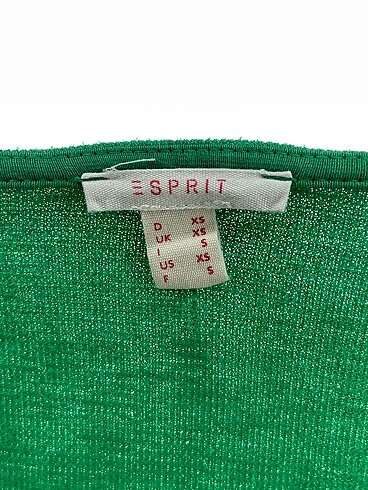 ESPRIT
D XS
UK XS
I S
US XS
F S